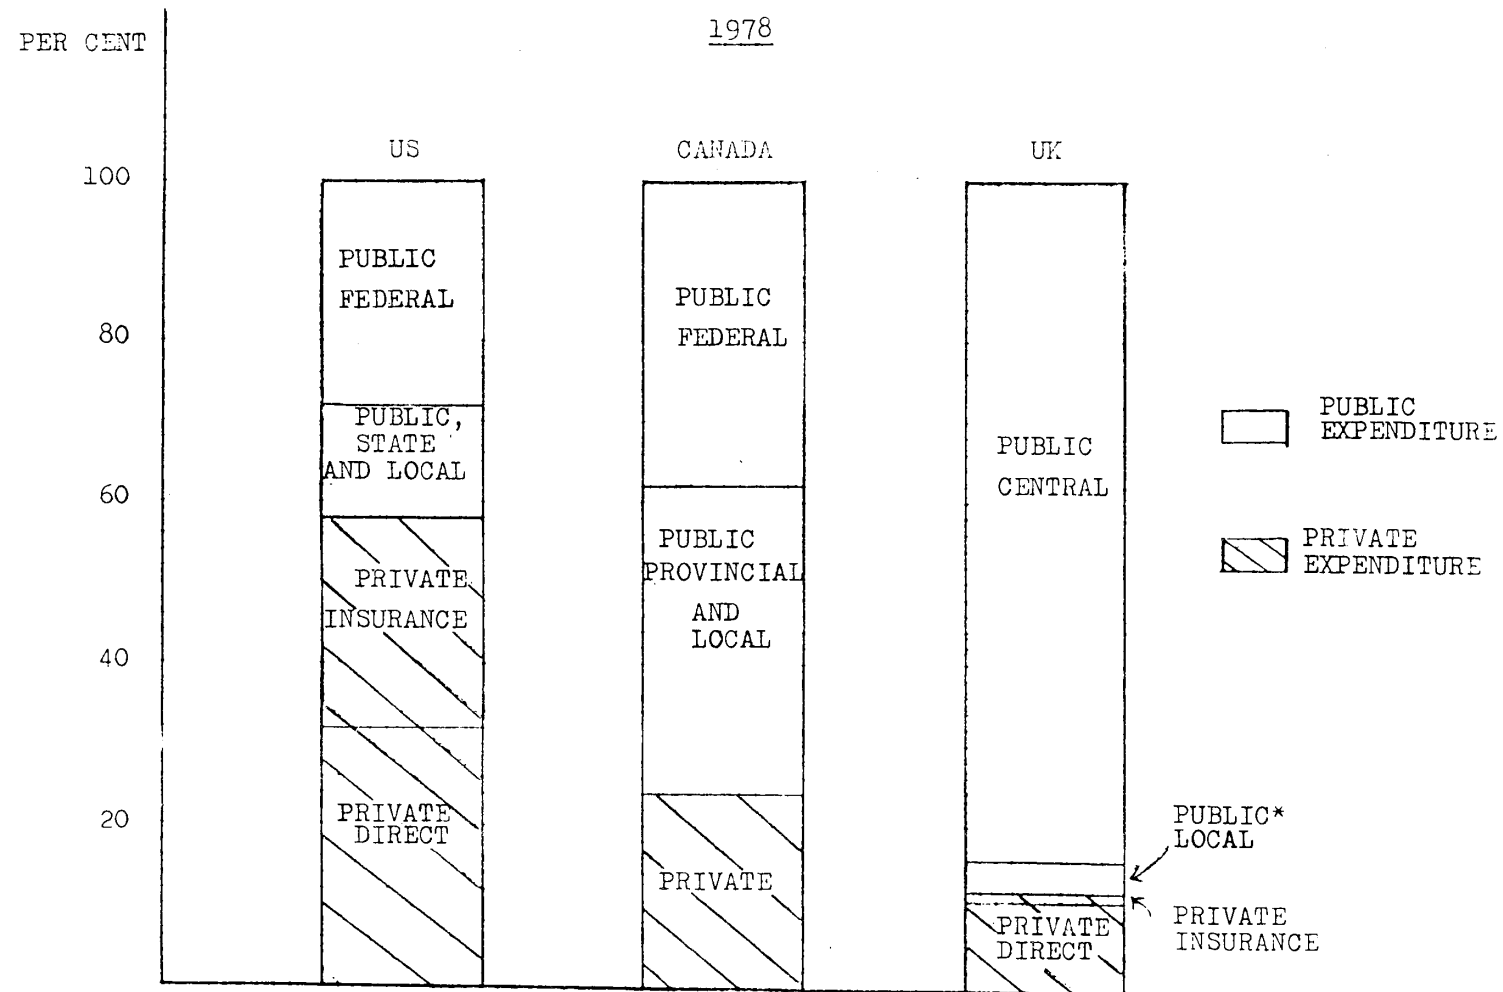 1978
PER CENT
US
CANADA
UK
100
80
60
40
20
PUBLIC
FEDERAL
PUBLIC,
STATE
AND LOCAL
PRIVATE
INSURANCE
PRIVATE
DIRECT
PUBLIC
FEDERAL
PUBLIC
PROVINCIAL
AND
LOCAL
PRIVATE
PUBLIC
CENTRAL
PRIVATE
DIRECT
PUBLIC*
LOCAL
PRIVATE
INSURANCE
PUBLIC
EXPENDITURE
PRIVATE
EXPENDITURE